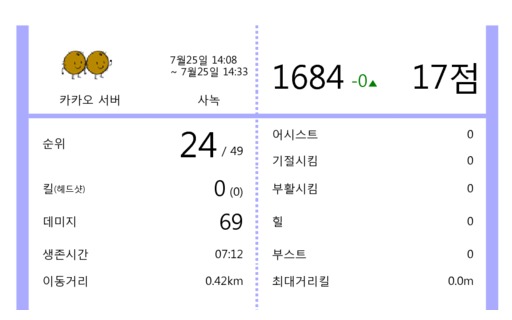 7월25일 14:08
~ 7월25일 14:33
카카오 서버
사녹
1684 -0▲
17점
순위
24 / 49
킬(헤드샷)
0 (0)
데미지
69
생존시간
07:12
이동거리
0.42km
어시스트
0
기절시킴
0
부활시킴
0
힐
0
부스트
0
최대거리킬
0.0m